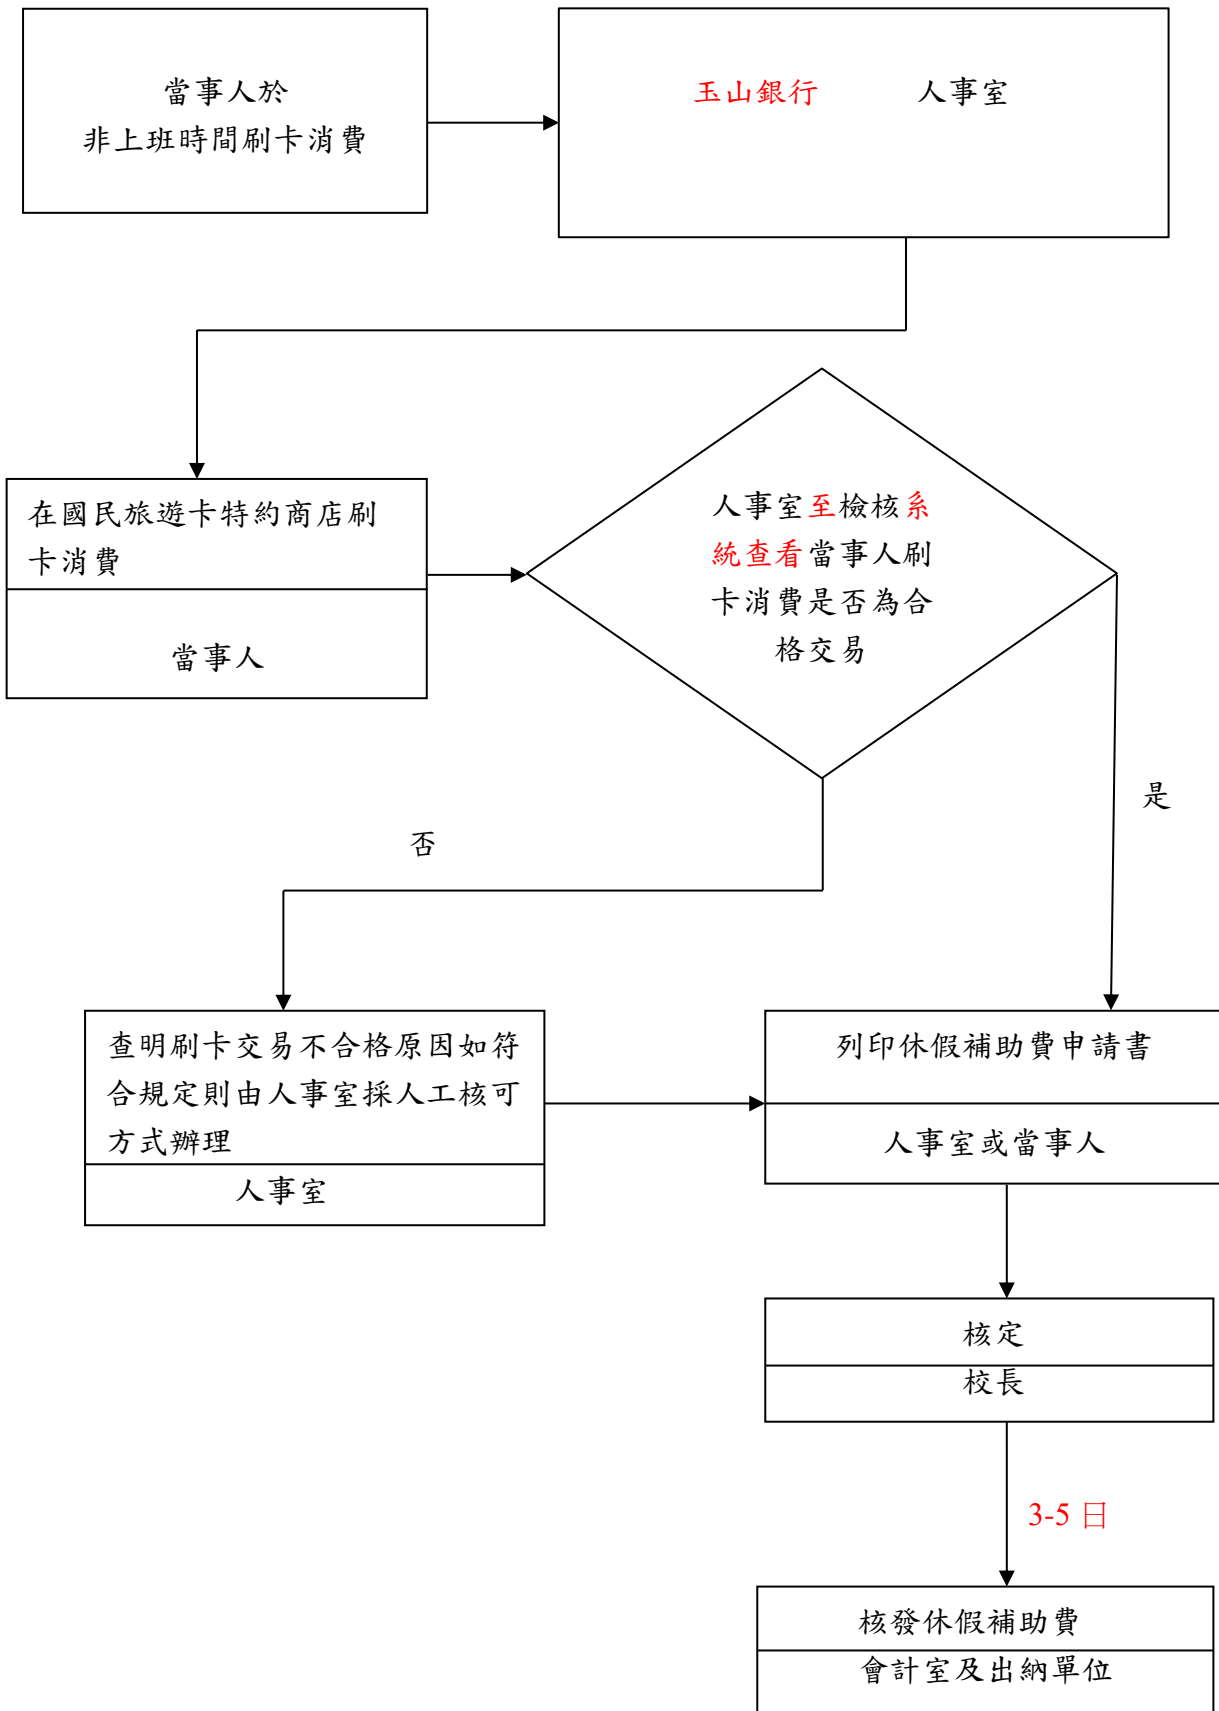 當事人於
非上班時間刷卡消費
玉山銀行 人事室
在國民旅遊卡特約商店刷
卡消費
當事人
人事室至檢核系
統查看當事人刷
卡消費是否為合
格交易
是
否
查明刷卡交易不合格原因如符
合規定則由人事室採人工核可
方式辦理
人事室
列印休假補助費申請書
人事室或當事人
核定
校長
3-5 日
核發休假補助費
會計室及出納單位